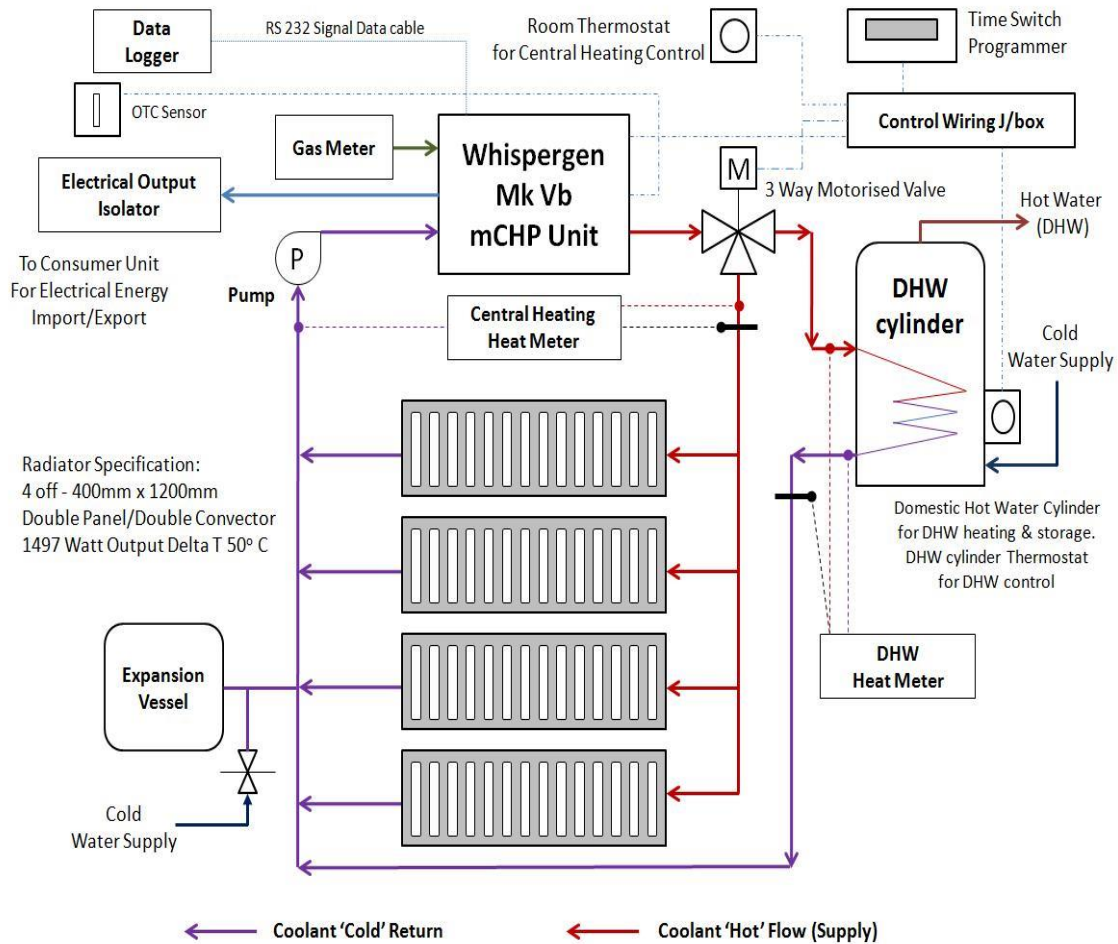 Data
Logger
RS 232 Signal Data cable
Room Thermostat
for Central Heating Control
Time Switch
Programmer
OTC Sensor
Gas Meter
Whispergen
Mk Vb
mCHP Unit
Control Wiring J/box
M
3 Way Motorised Valve
Electrical Output
Isolator
Hot Water
(DHW)
To Consumer Unit
For Electrical Energy
Import/Export
P
Pump
Central Heating
Heat Meter
DHW
cylinder
Cold
Water Supply
Radiator Specification:
4 off - 400mm x 1200mm
Double Panel/Double Convector
1497 Watt Output Delta T 50º C
Domestic Hot Water Cylinder
for DHW heating & storage.
DHW cylinder Thermostat
for DHW control
Expansion
Vessel
DHW
Heat Meter
Cold
Water Supply
Coolant ‘Cold’ Return
Coolant ‘Hot’ Flow (Supply)